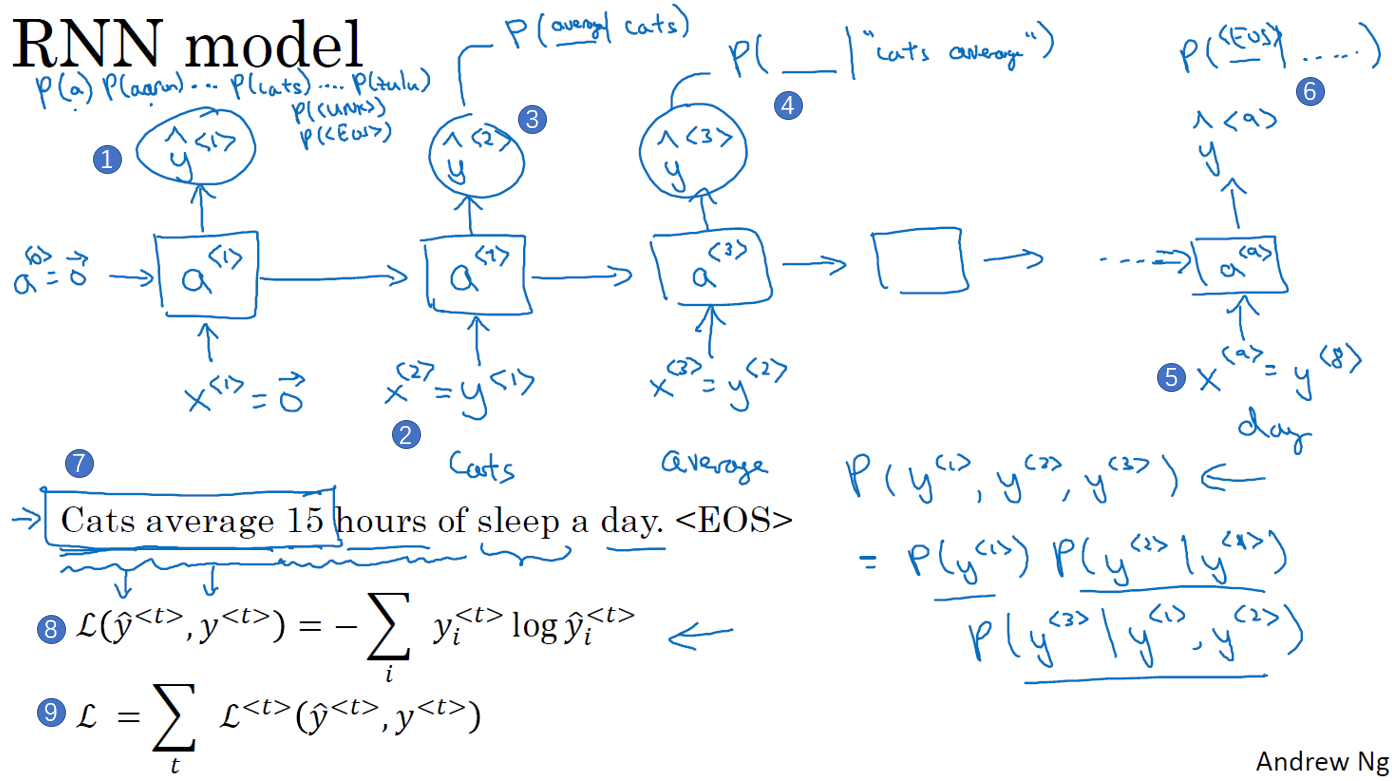 RNN model
P(a) P(aaron) ... P(cats) .... P(zulu)
P(<UNK>)
P(<EOS>)
P(average|cats)
P(___|"cats average")
P(<EOS>|.....)
1
ŷ<1>
3
ŷ<2>
4
ŷ<3>
6
ŷ<9>
a<0> = 0⃗
a<1>
a<2>
a<3>
a<9>
x<1> = 0⃗
x<2> = y<1>
x<3> = y<2>
5
x<9> = y<8>
2
day
7
Cats
average
P(y<1>, y<2>, y<3>) ←
→ Cats average 15 hours of sleep a day. <EOS>
= P(y<1>) P(y<2>|y<1>)
P(y<3>|y<1>, y<2>)
8 ℒ(ŷ<t>, y<t>) = − ∑i yi<t> log ŷi<t> ←
9 ℒ = ∑t ℒ<t>(ŷ<t>, y<t>)
Andrew Ng